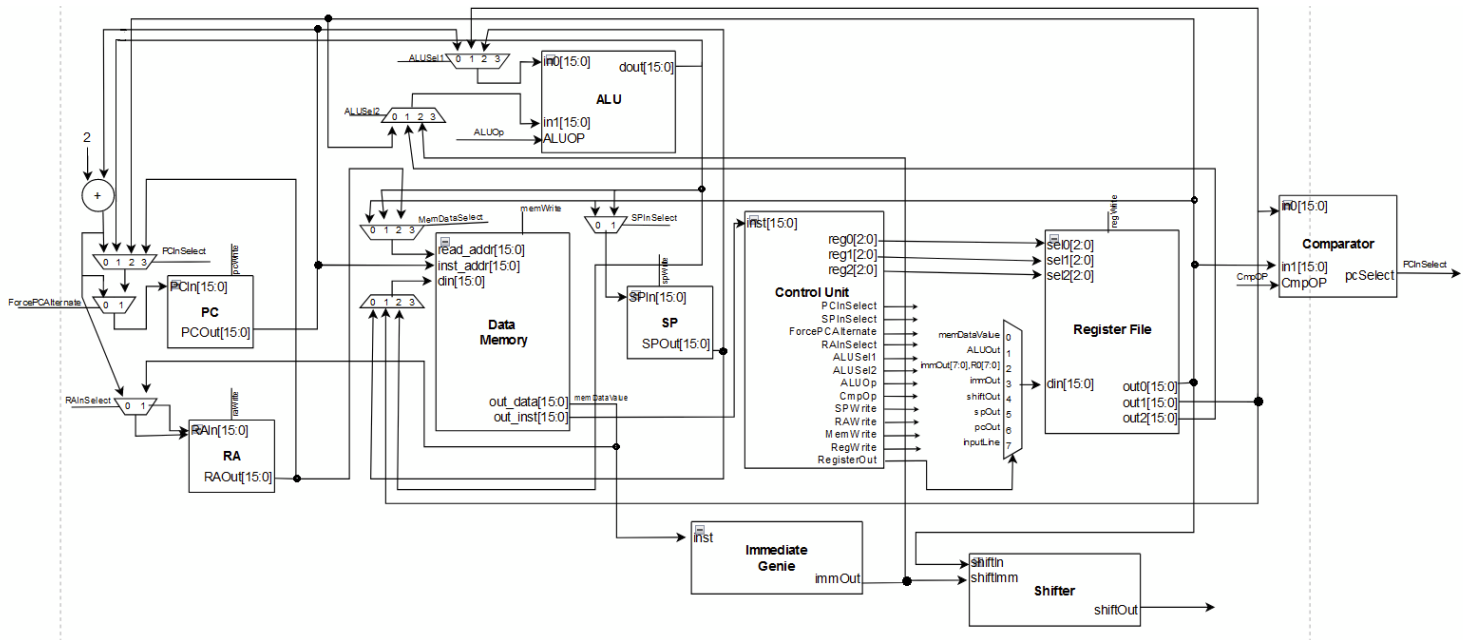 ALUSel1
0 1 2 3
in0[15:0]
dout[15:0]
ALU
in1[15:0]
ALUOP
ALUSel2
0 1 2 3
ALUOp
2
+
0 1 2 3
PCInSelect
pcWrite
ForcePCAlternate
0 1
PCIn[15:0]
PC
PCOut[15:0]
RAInSelect
0 1
raWrite
RAIn[15:0]
RA
RAOut[15:0]
0 1 2 3
MemDataSelect
memWrite
read_addr[15:0]
inst_addr[15:0]
din[15:0]
0 1 2 3
Data
Memory
out_data[15:0]
out_inst[15:0]
memDataValue
0 1
SPInSelect
spWrite
SPIn[15:0]
SP
SPOut[15:0]
inst[15:0]
reg0[2:0]
reg1[2:0]
reg2[2:0]
Control Unit
PCInSelect
SPInSelect
ForcePCAlternate
RAInSelect
ALUSel1
ALUSel2
ALUOp
CmpOp
SPWrite
RAWrite
MemWrite
RegWrite
RegisterOut
memDataValue 0
ALUOut 1
immOut[7:0],R0[7:0] 2
immOut 3
shiftOut 4
spOut 5
pcOut 6
inputLine 7
regWrite
sel0[2:0]
sel1[2:0]
sel2[2:0]
Register File
din[15:0]
out0[15:0]
out1[15:0]
out2[15:0]
in0[15:0]
Comparator
in1[15:0]
pcSelect
PCInSelect
CmpOP
CmpOP
inst
Immediate
Genie
immOut
shiftIn
shiftImm
Shifter
shiftOut